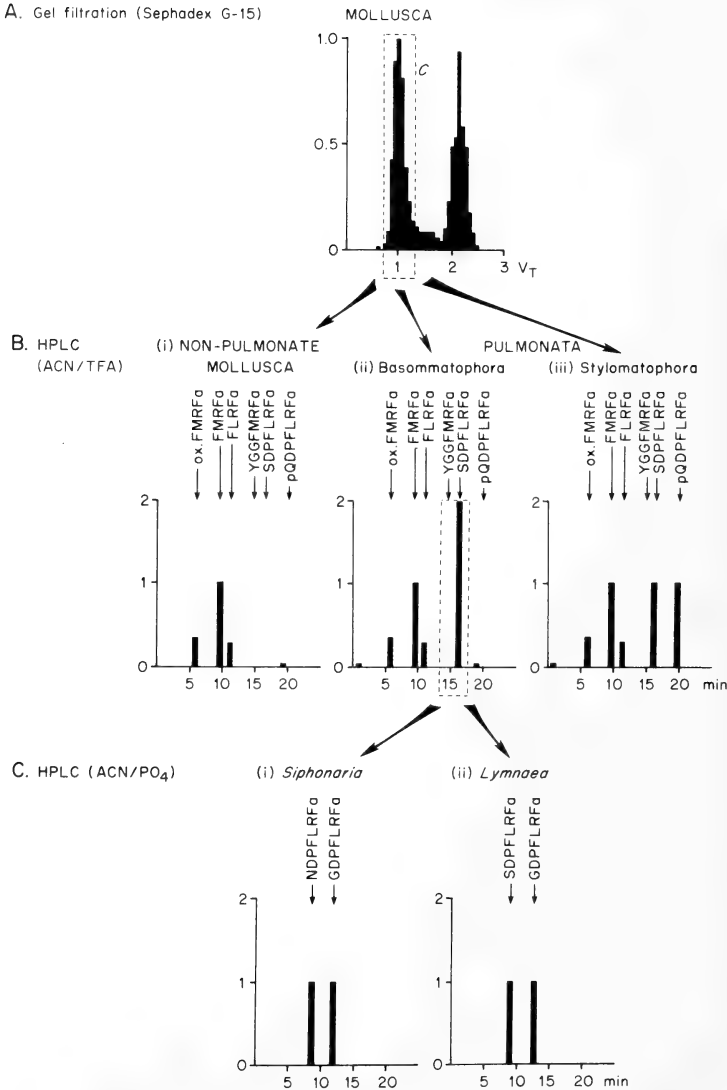 A. Gel filtration (Sephadex G-15)
MOLLUSCA
1.0
0.5
0
C
1 2 3 VT
B. HPLC
(ACN/TFA)
(i) NON-PULMONATE
MOLLUSCA
PULMONATA
(ii) Basommatophora
(iii) Stylomatophora
ox.FMRFa
FMRFa
FLRFa
YGGFMRFa
SDPFLRFa
pQDPFLRFa
ox.FMRFa
FMRFa
FLRFa
YGGFMRFa
SDPFLRFa
pQDPFLRFa
ox.FMRFa
FMRFa
FLRFa
YGGFMRFa
SDPFLRFa
pQDPFLRFa
2
1
0
5 10 15 20
2
1
0
5 10 15 20
2
1
0
5 10 15 20 min
C. HPLC (ACN/PO4)
(i) Siphonaria
(ii) Lymnaea
NDPFLRFa
GDPFLRFa
SDPFLRFa
GDPFLRFa
2
1
0
5 10 15 20
2
1
0
5 10 15 20 min